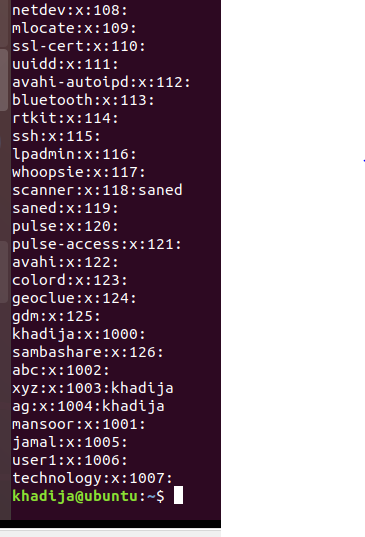 netdev:x:108:
mlocate:x:109:
ssl-cert:x:110:
uuidd:x:111:
avahi-autoipd:x:112:
bluetooth:x:113:
rtkit:x:114:
ssh:x:115:
lpadmin:x:116:
whoopsie:x:117:
scanner:x:118:saned
saned:x:119:
pulse:x:120:
pulse-access:x:121:
avahi:x:122:
colord:x:123:
geoclue:x:124:
gdm:x:125:
khadija:x:1000:
sambashare:x:126:
abc:x:1002:
xyz:x:1003:khadija
ag:x:1004:khadija
mansoor:x:1001:
jamal:x:1005:
user1:x:1006:
technology:x:1007:
khadija@ubuntu:~$